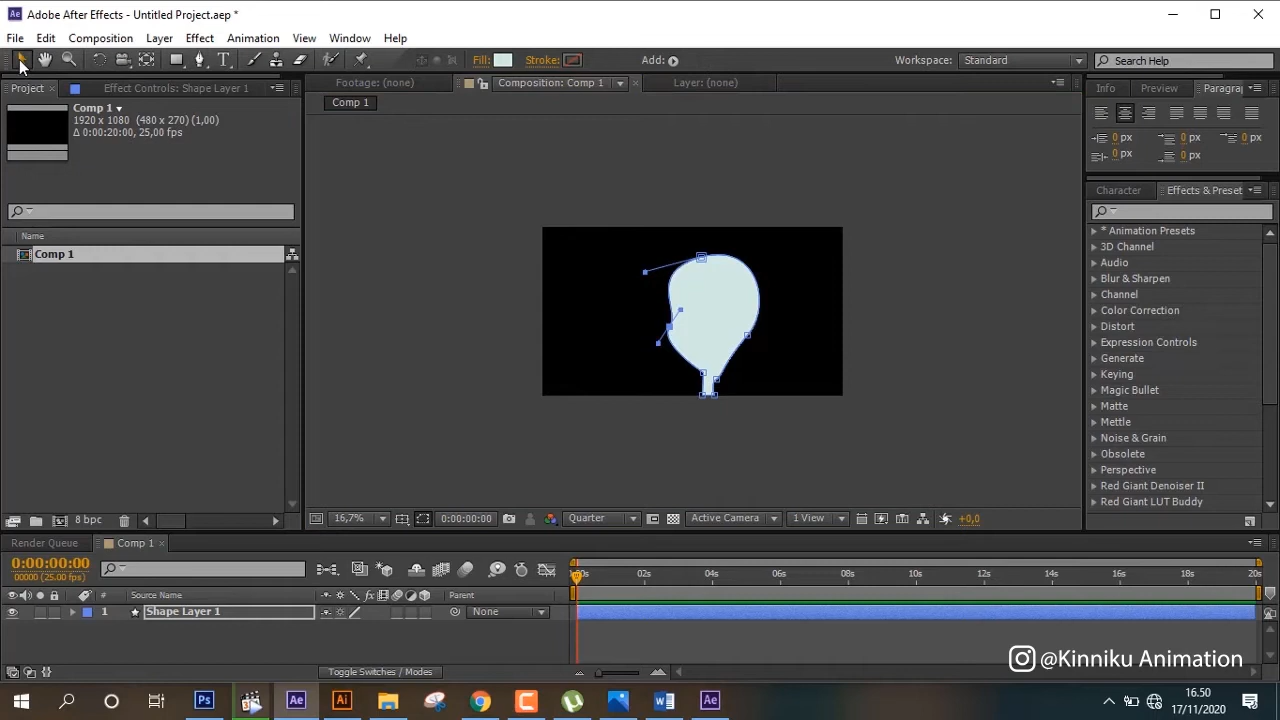 Adobe After Effects - Untitled Project.aep *
File Edit Composition Layer Effect Animation View Window Help
Fill: Stroke: Add: Workspace: Standard Search Help
Project Effect Controls: Shape Layer 1 Footage: (none) Composition: Comp 1 Layer: (none) Info Preview Paragra
Comp 1
1920 x 1080 (480 x 270) (1,00)
Δ 0:00:20:00, 25,00 fps
Comp 1
0 px 0 px 0 px
0 px 0 px
Character Effects & Preset
Name
Comp 1
* Animation Presets
3D Channel
Audio
Blur & Sharpen
Channel
Color Correction
Distort
Expression Controls
Generate
Keying
Magic Bullet
Matte
Mettle
Noise & Grain
Obsolete
Perspective
Red Giant Denoiser II
Red Giant LUT Buddy
8 bpc 16,7% 0:00:00:00 Quarter Active Camera 1 View +0,0
Render Queue Comp 1
0:00:00:00
00000 (25.00 fps)
:00s 02s 04s 06s 08s 10s 12s 14s 16s 18s 20s
# Source Name Parent
1 Shape Layer 1 None
Toggle Switches / Modes
@Kinniku Animation
Ps Ae Ai W Ae
16.50
17/11/2020